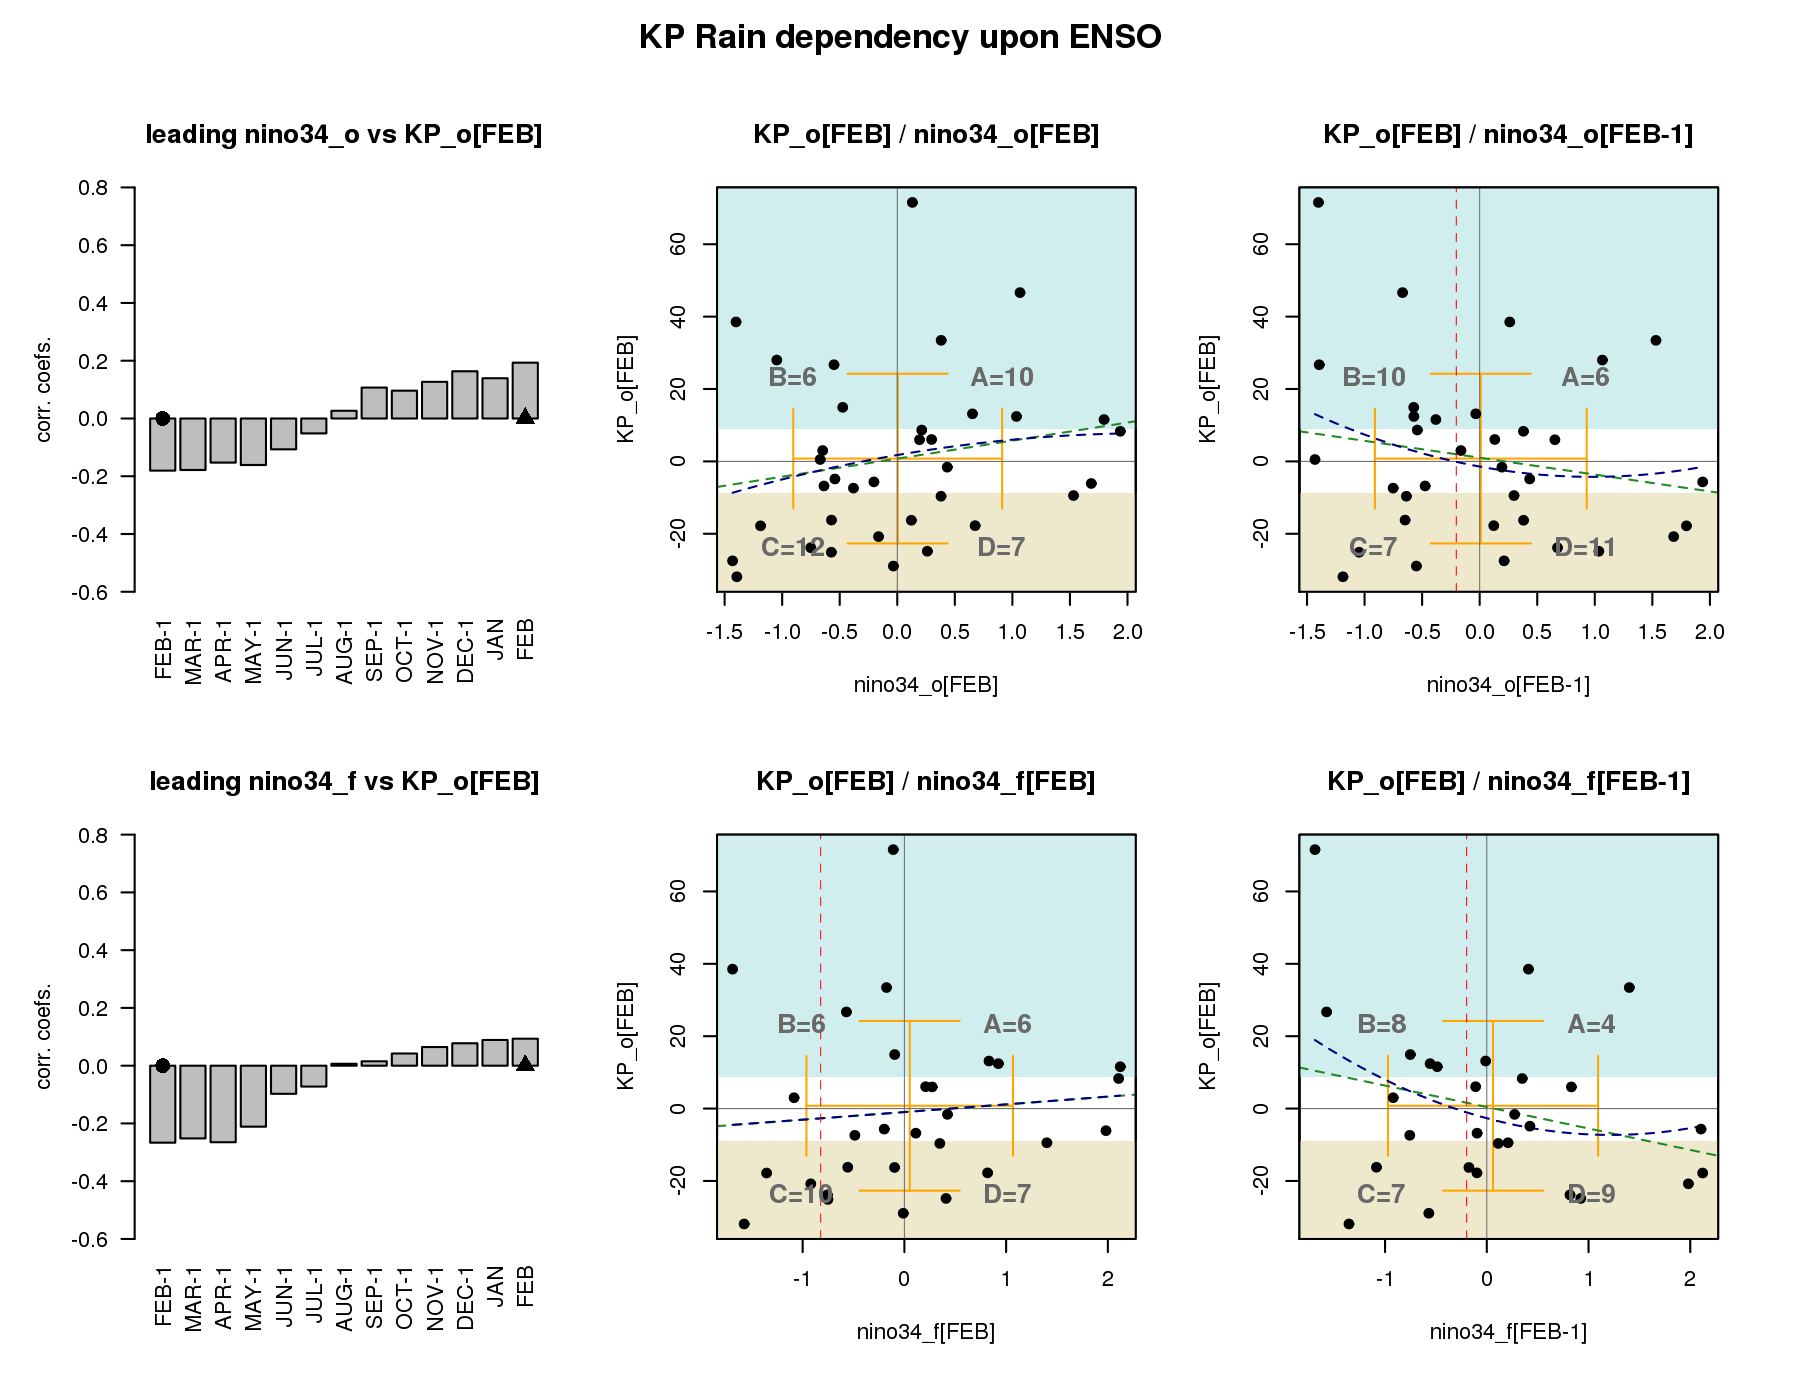 KP Rain dependency upon ENSO
leading nino34_o vs KP_o[FEB]
0.8
0.6
0.4
0.2
0.0
-0.2
-0.4
-0.6
corr. coefs.
FEB-1
MAR-1
APR-1
MAY-1
JUN-1
JUL-1
AUG-1
SEP-1
OCT-1
NOV-1
DEC-1
JAN
FEB
KP_o[FEB] / nino34_o[FEB]
60
40
20
0
-20
KP_o[FEB]
B=6
A=10
C=12
D=7
-1.5 -1.0 -0.5 0.0 0.5 1.0 1.5 2.0
nino34_o[FEB]
KP_o[FEB] / nino34_o[FEB-1]
60
40
20
0
-20
KP_o[FEB]
B=10
A=6
C=7
D=11
-1.5 -1.0 -0.5 0.0 0.5 1.0 1.5 2.0
nino34_o[FEB-1]
leading nino34_f vs KP_o[FEB]
0.8
0.6
0.4
0.2
0.0
-0.2
-0.4
-0.6
corr. coefs.
FEB-1
MAR-1
APR-1
MAY-1
JUN-1
JUL-1
AUG-1
SEP-1
OCT-1
NOV-1
DEC-1
JAN
FEB
KP_o[FEB] / nino34_f[FEB]
60
40
20
0
-20
KP_o[FEB]
B=6
A=6
C=10
D=7
-1 0 1 2
nino34_f[FEB]
KP_o[FEB] / nino34_f[FEB-1]
60
40
20
0
-20
KP_o[FEB]
B=8
A=4
C=7
D=9
-1 0 1 2
nino34_f[FEB-1]